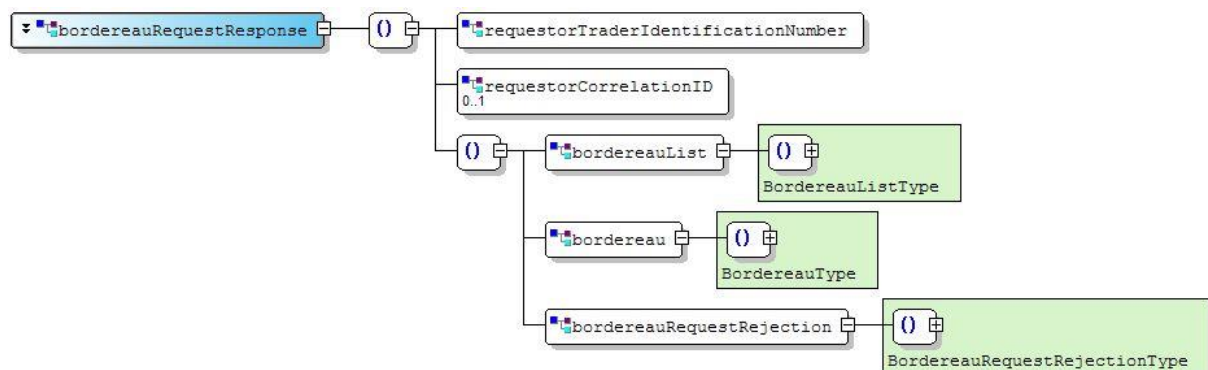 bordereauRequestResponse
()
requestorTraderIdentificationNumber
requestorCorrelationID
0..1
()
bordereauList
()
BordereauListType
bordereau
()
BordereauType
bordereauRequestRejection
()
BordereauRequestRejectionType